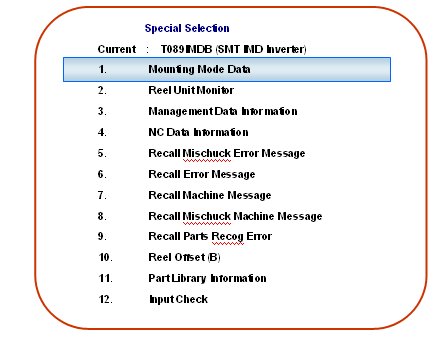 Special Selection
Current : T089IMDB (SMT IMD Inverter)
1. Mounting Mode Data
2. Reel Unit Monitor
3. Management Data Information
4. NC Data Information
5. Recall Mischuck Error Message
6. Recall Error Message
7. Recall Machine Message
8. Recall Mischuck Machine Message
9. Recall Parts Recog Error
10. Reel Offset (B)
11. Part Library Information
12. Input Check